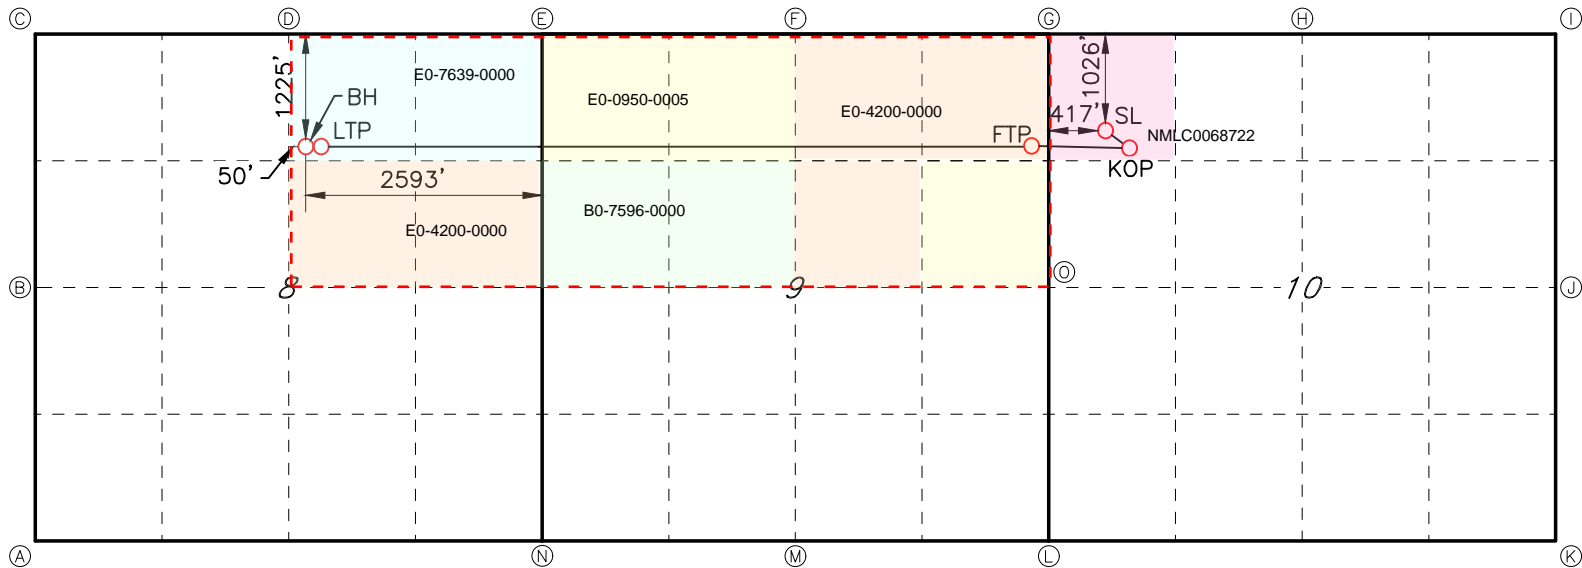 C
D
E
F
G
H
I
1225'
BH
LTP
E0-7639-0000
E0-0950-0005
E0-4200-0000
FTP
417'
1026'
SL
NMLC0068722
KOP
50'
2593'
E0-4200-0000
B0-7596-0000
O
B
8
9
10
J
A
N
M
L
K